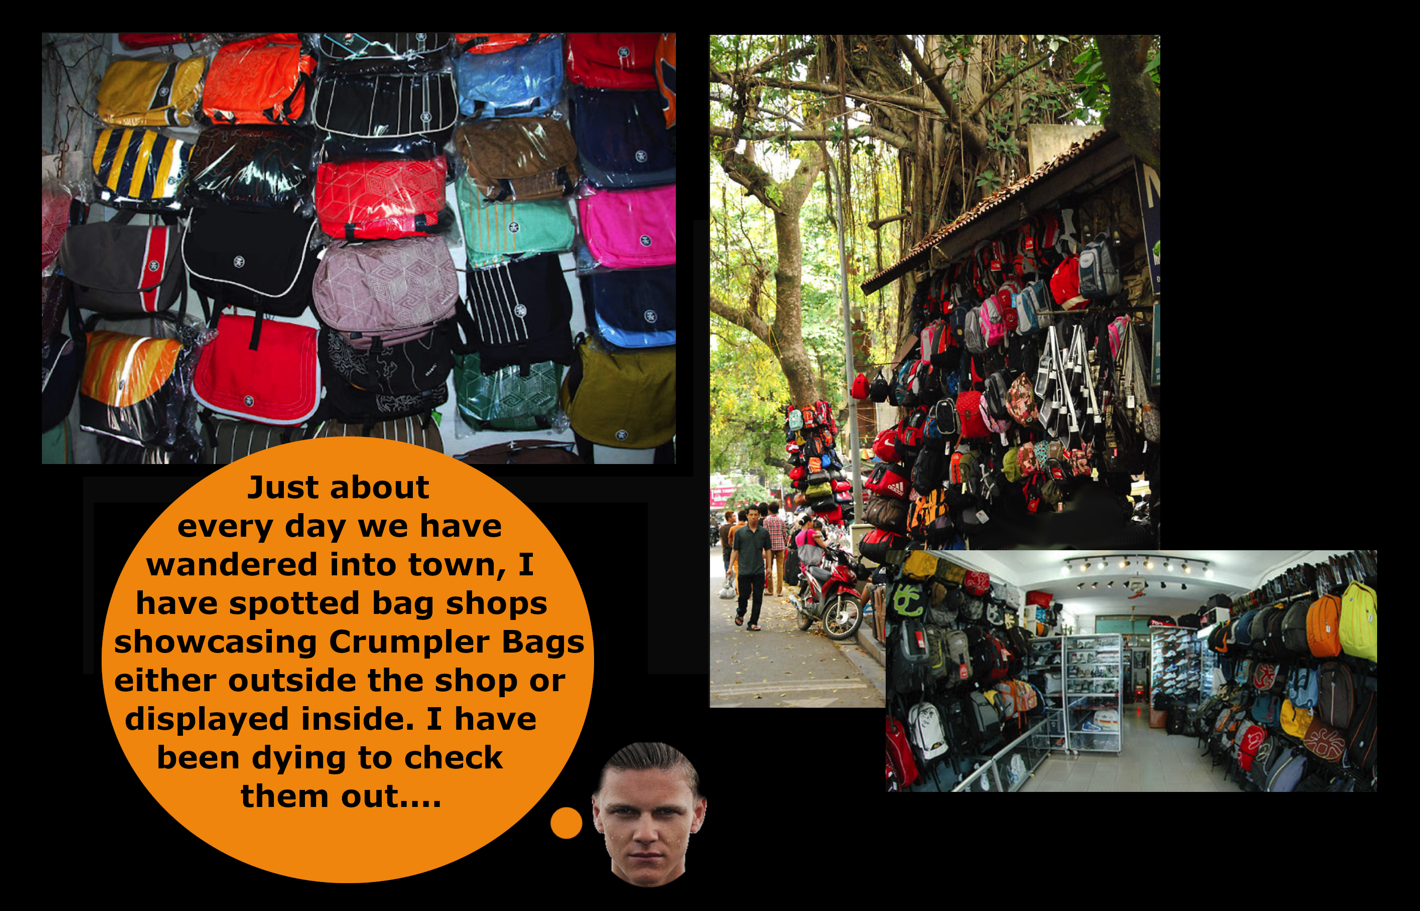 Just about
every day we have
wandered into town, I
have spotted bag shops
showcasing Crumpler Bags
either outside the shop or
displayed inside. I have
been dying to check
them out....